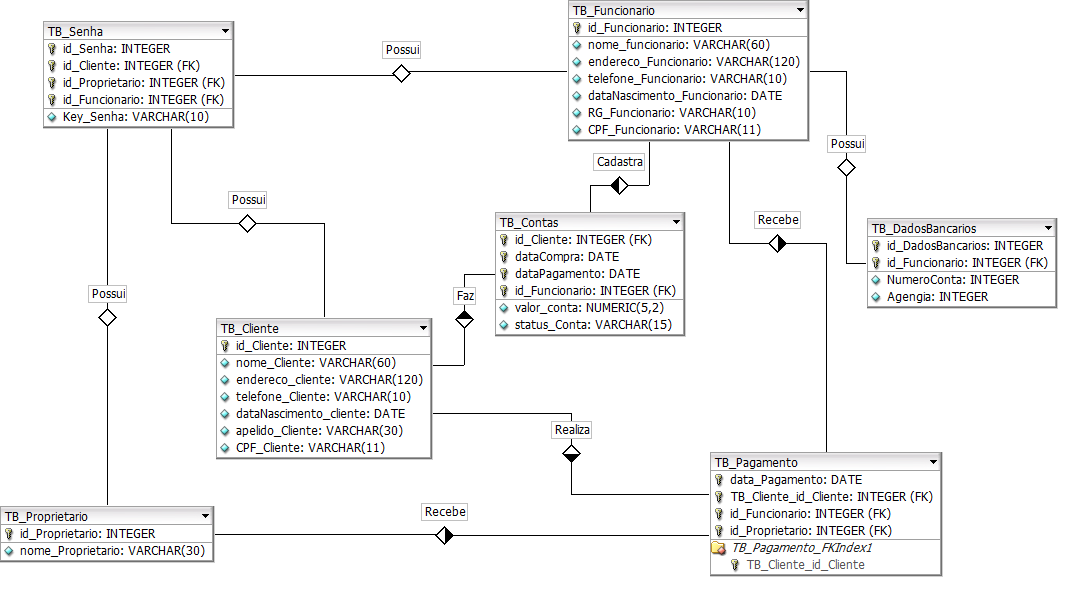 TB_Funcionario
id_Funcionario: INTEGER
nome_funcionario: VARCHAR(60)
endereco_Funcionario: VARCHAR(120)
telefone_Funcionario: VARCHAR(10)
dataNascimento_Funcionario: DATE
RG_Funcionario: VARCHAR(10)
CPF_Funcionario: VARCHAR(11)
TB_Senha
id_Senha: INTEGER
id_Cliente: INTEGER (FK)
id_Proprietario: INTEGER (FK)
id_Funcionario: INTEGER (FK)
Key_Senha: VARCHAR(10)
Possui
Possui
Cadastra
Possui
Recebe
TB_Contas
id_Cliente: INTEGER (FK)
dataCompra: DATE
dataPagamento: DATE
id_Funcionario: INTEGER (FK)
valor_conta: NUMERIC(5,2)
status_Conta: VARCHAR(15)
TB_DadosBancarios
id_DadosBancarios: INTEGER
id_Funcionario: INTEGER (FK)
NumeroConta: INTEGER
Agengia: INTEGER
Possui
Faz
TB_Cliente
id_Cliente: INTEGER
nome_Cliente: VARCHAR(60)
endereco_cliente: VARCHAR(120)
telefone_Cliente: VARCHAR(10)
dataNascimento_cliente: DATE
apelido_Cliente: VARCHAR(30)
CPF_Cliente: VARCHAR(11)
Realiza
TB_Pagamento
data_Pagamento: DATE
TB_Cliente_id_Cliente: INTEGER (FK)
id_Funcionario: INTEGER (FK)
id_Proprietario: INTEGER (FK)
TB_Pagamento_FKIndex1
TB_Cliente_id_Cliente
TB_Proprietario
id_Proprietario: INTEGER
nome_Proprietario: VARCHAR(30)
Recebe